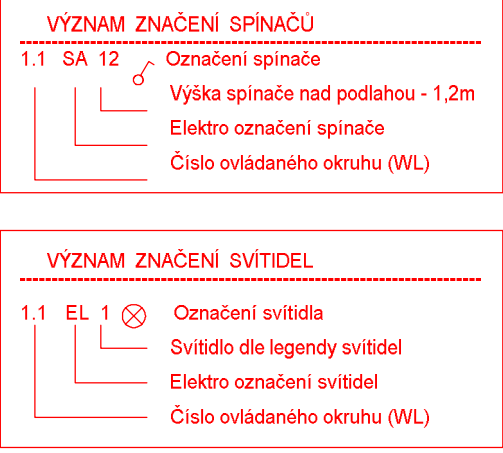 VÝZNAM ZNAČENÍ SPÍNAČŮ
1.1 SA 12 Označení spínače
Výška spínače nad podlahou - 1,2m
Elektro označení spínače
Číslo ovládaného okruhu (WL)
VÝZNAM ZNAČENÍ SVÍTIDEL
1.1 EL 1 Označení svítidla
Svítidlo dle legendy svítidel
Elektro označení svítidel
Číslo ovládaného okruhu (WL)